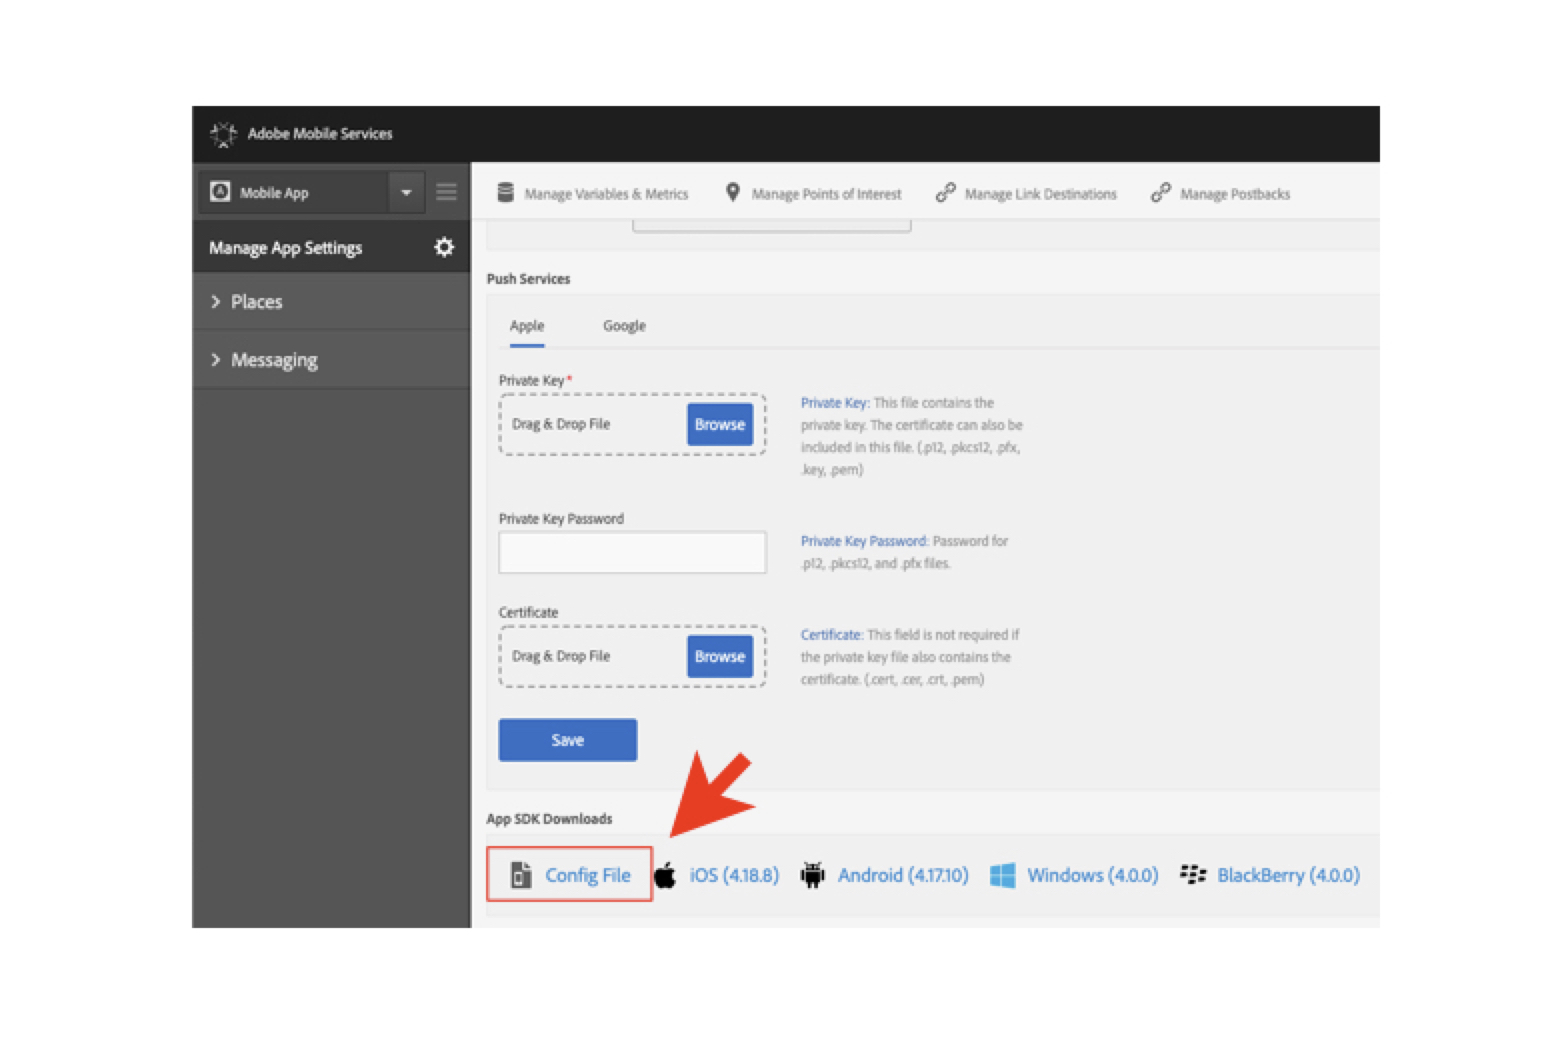 Adobe Mobile Services
Mobile App
Manage Variables & Metrics
Manage Points of Interest
Manage Link Destinations
Manage Postbacks
Manage App Settings
Places
Messaging
Push Services
Apple
Google
Private Key*
Drag & Drop File
Browse
Private Key: This file contains the
private key. The certificate can also be
included in this file. (.p12, .pkcs12, .pfx,
.key, .pem)
Private Key Password
Private Key Password: Password for
.p12, .pkcs12, and .pfx files.
Certificate
Drag & Drop File
Browse
Certificate: This field is not required if
the private key file also contains the
certificate. (.cert, .cer, .crt, .pem)
Save
App SDK Downloads
Config File
iOS (4.18.8)
Android (4.17.10)
Windows (4.0.0)
BlackBerry (4.0.0)